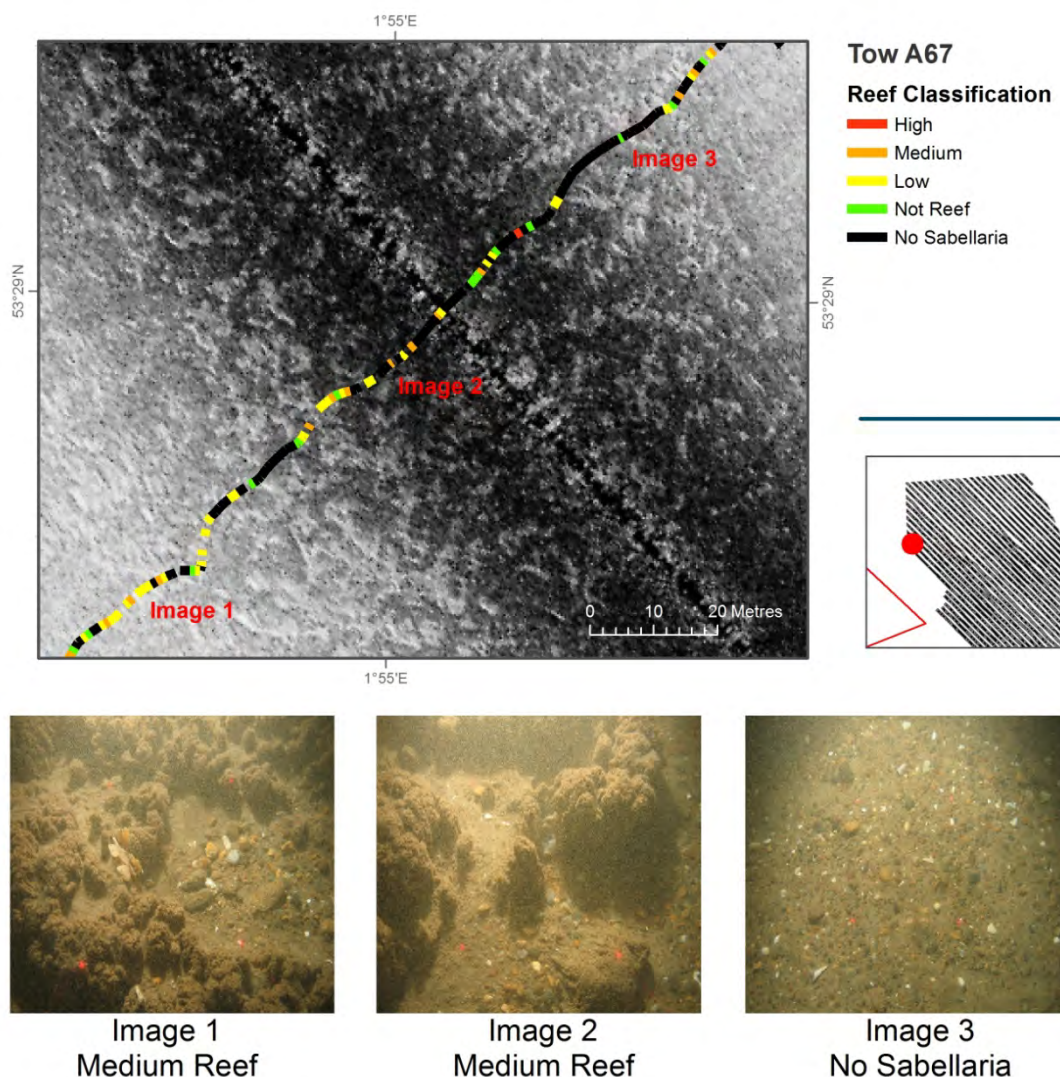 1°55'E
Tow A67
Reef Classification
High
Medium
Low
Not Reef
No Sabellaria
Image 3
53°29'N
53°29'N
Image 2
Image 1
0 10 20 Metres
1°55'E
Image 1
Medium Reef
Image 2
Medium Reef
Image 3
No Sabellaria